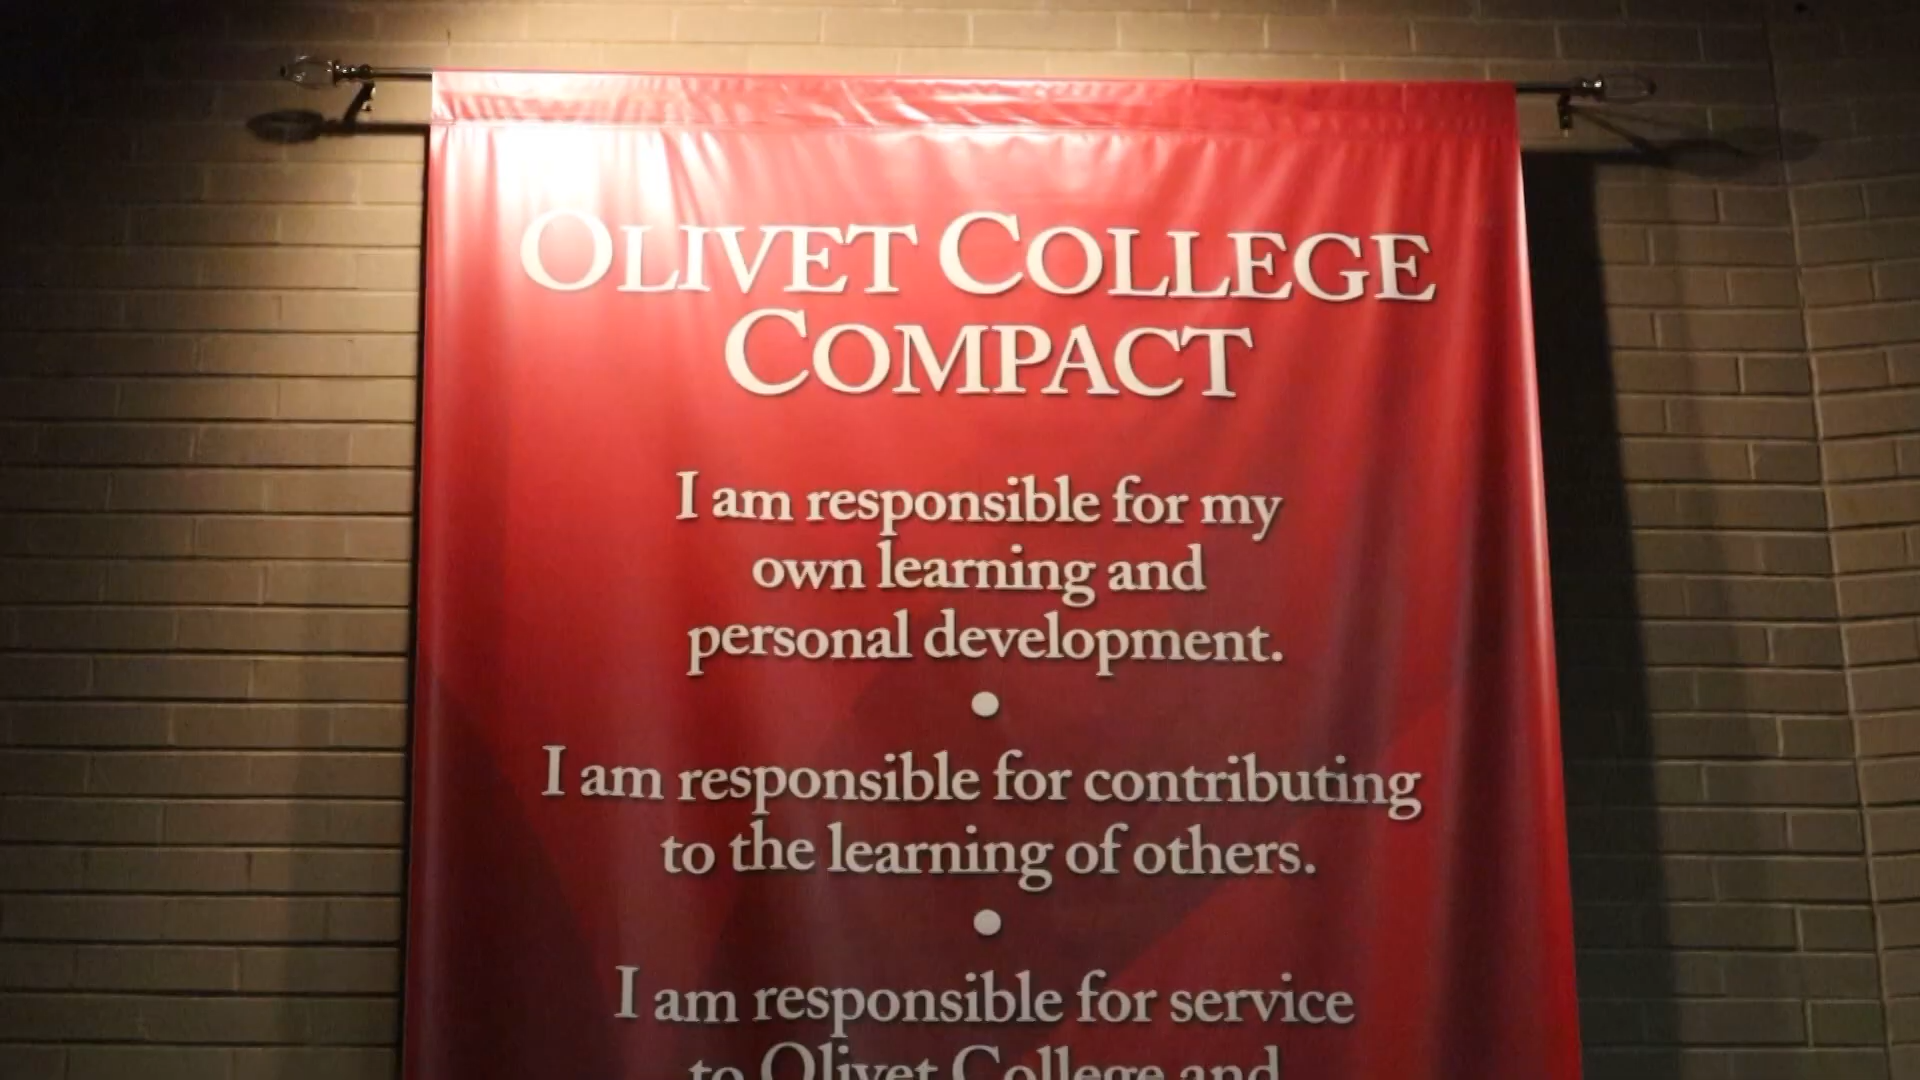 OLIVET COLLEGE
COMPACT
I am responsible for my
own learning and
personal development.
•
I am responsible for contributing
to the learning of others.
•
I am responsible for service
to Olivet College and